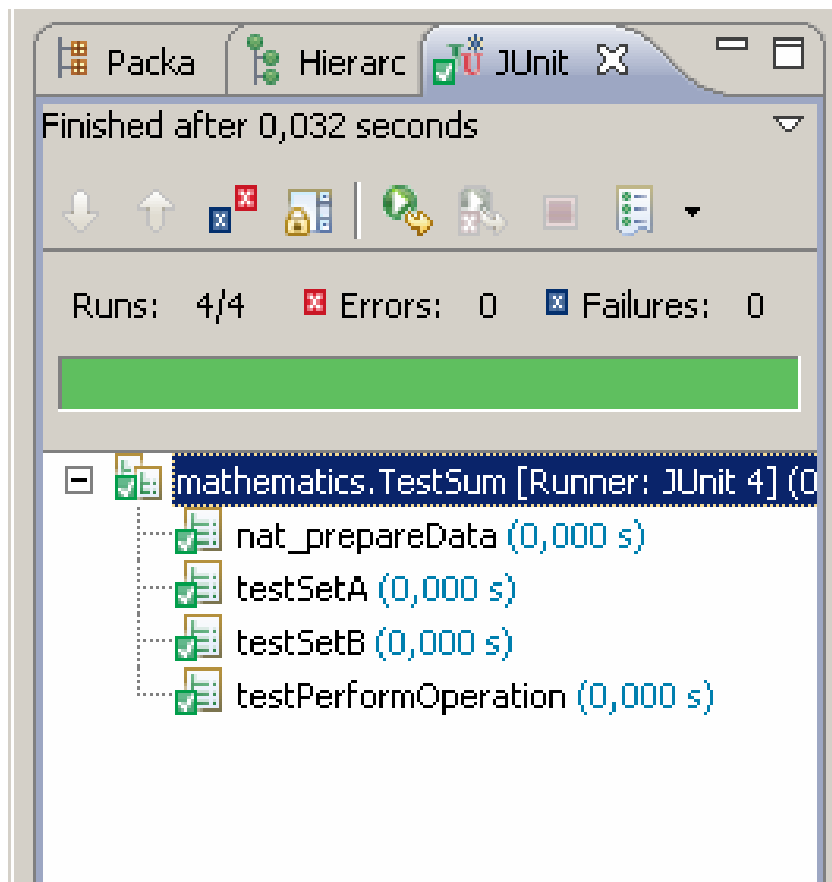 Packa Hierarc JUnit
Finished after 0,032 seconds
Runs: 4/4 Errors: 0 Failures: 0
mathematics.TestSum [Runner: JUnit 4] (0
nat_prepareData (0,000 s)
testSetA (0,000 s)
testSetB (0,000 s)
testPerformOperation (0,000 s)